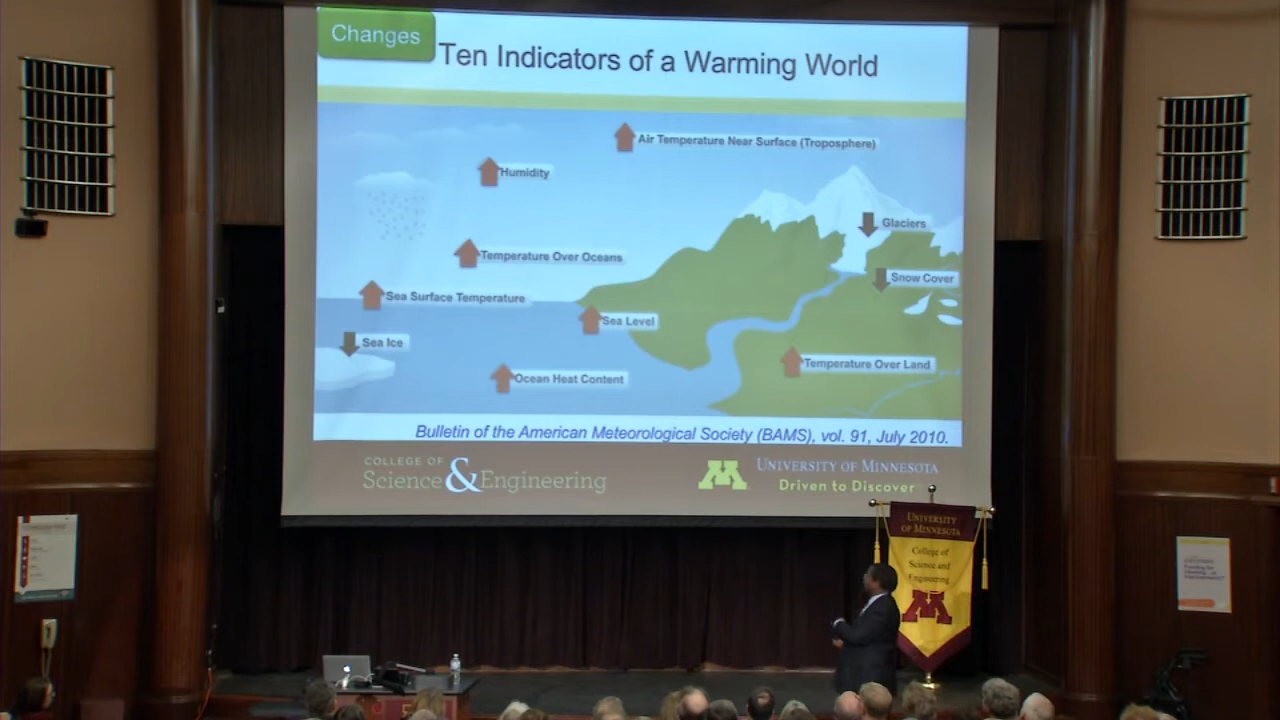 Changes
Ten Indicators of a Warming World
Air Temperature Near Surface (Troposphere)
Humidity
Glaciers
Temperature Over Oceans
Snow Cover
Sea Surface Temperature
Sea Level
Sea Ice
Temperature Over Land
Ocean Heat Content
Bulletin of the American Meteorological Society (BAMS), vol. 91, July 2010.
COLLEGE OF
Science & Engineering
UNIVERSITY OF MINNESOTA
Driven to Discover
UNIVERSITY
OF MINNESOTA
College of
Science and
Engineering
M